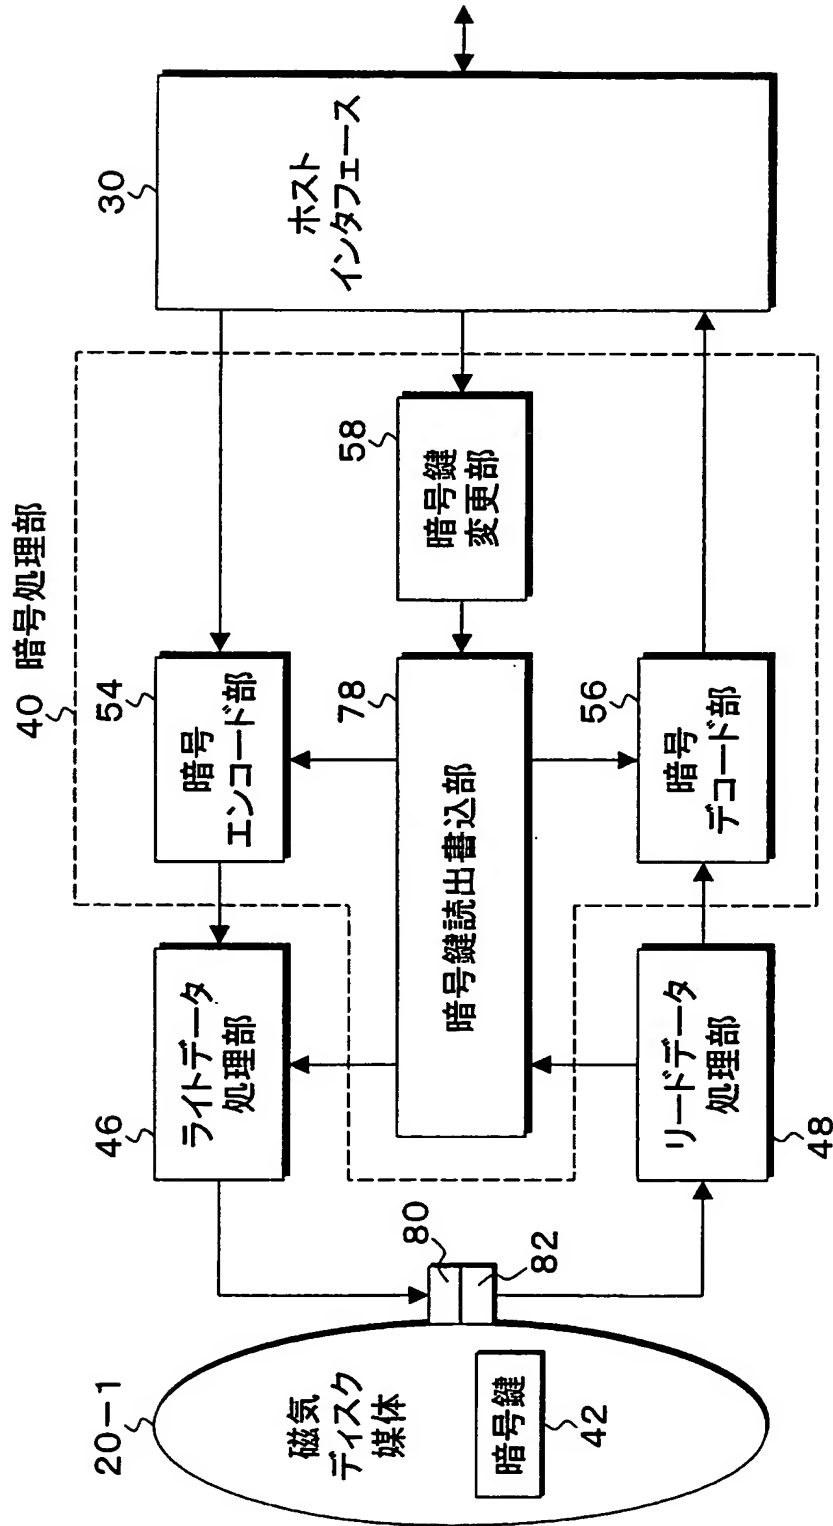 20-1
磁気
ディスク
媒体
暗号鍵
42
80
82
46
ライトデータ
処理部
リードデータ
処理部
48
40 暗号処理部
54
暗号
エンコード部
78
暗号鍵読出書込部
56
暗号
デコード部
58
暗号鍵
変更部
30
ホスト
インタフェース